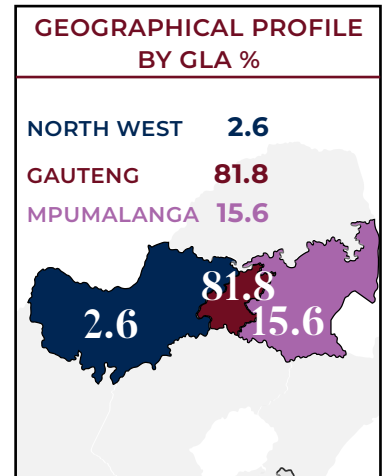 GEOGRAPHICAL PROFILE
BY GLA %
NORTH WEST 2.6
GAUTENG 81.8
MPUMALANGA 15.6
81.8
2.6
15.6